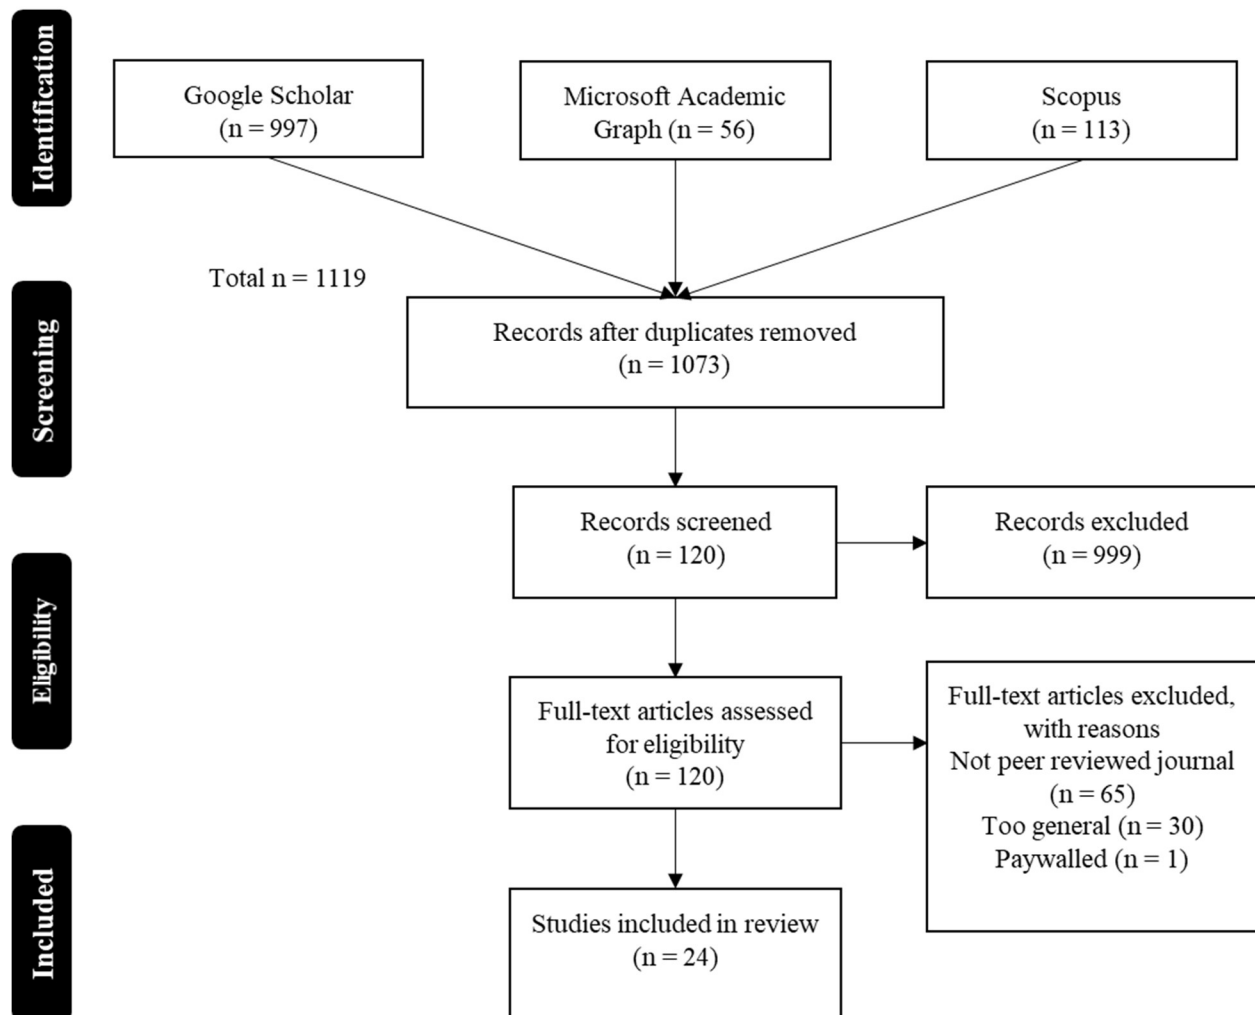 Identification
Google Scholar
(n = 997)
Microsoft Academic
Graph (n = 56)
Scopus
(n = 113)
Total n = 1119
Screening
Records after duplicates removed
(n = 1073)
Records screened
(n = 120)
Records excluded
(n = 999)
Eligibility
Full-text articles assessed
for eligibility
(n = 120)
Full-text articles excluded,
with reasons
Not peer reviewed journal
(n = 65)
Too general (n = 30)
Paywalled (n = 1)
Included
Studies included in review
(n = 24)